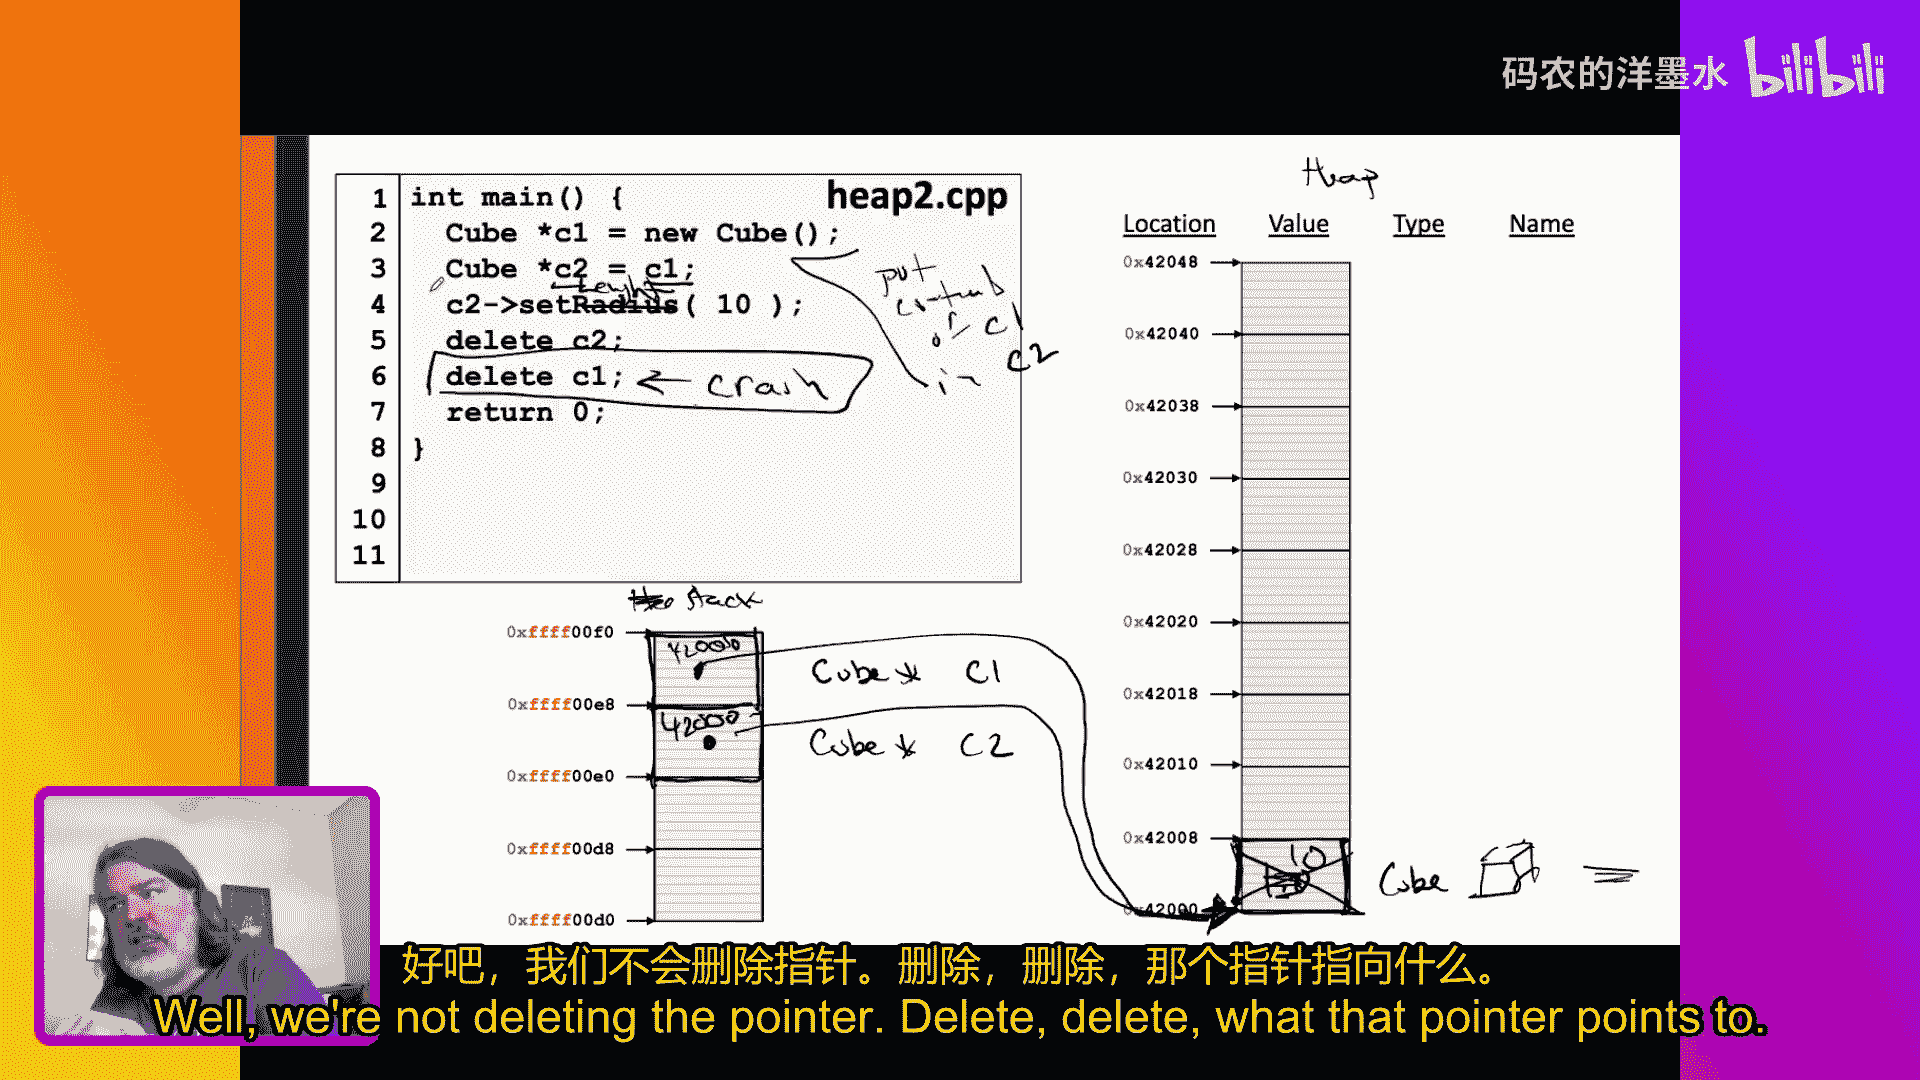 码农的洋墨水 bilibili
heap2.cpp
1 int main() {
2 Cube *c1 = new Cube();
3 Cube *c2 = c1;
4 c2->setRadius( 10 );
5 delete c2;
6 delete c1; ← crash
7 return 0;
8 }
9
10
11
put
of c1
in c2
Heap
Location Value Type Name
0x42048
0x42040
0x42038
0x42030
0x42028
0x42020
0x42018
0x42010
0x42008
0x42000
10
Cube
Stack
0xffff00f0
42000
Cube * C1
0xffff00e8
42000
Cube * C2
0xffff00e0
0xffff00d8
0xffff00d0
好吧，我们不会删除指针。删除，删除，那个指针指向什么。
Well, we're not deleting the pointer. Delete, delete, what that pointer points to.